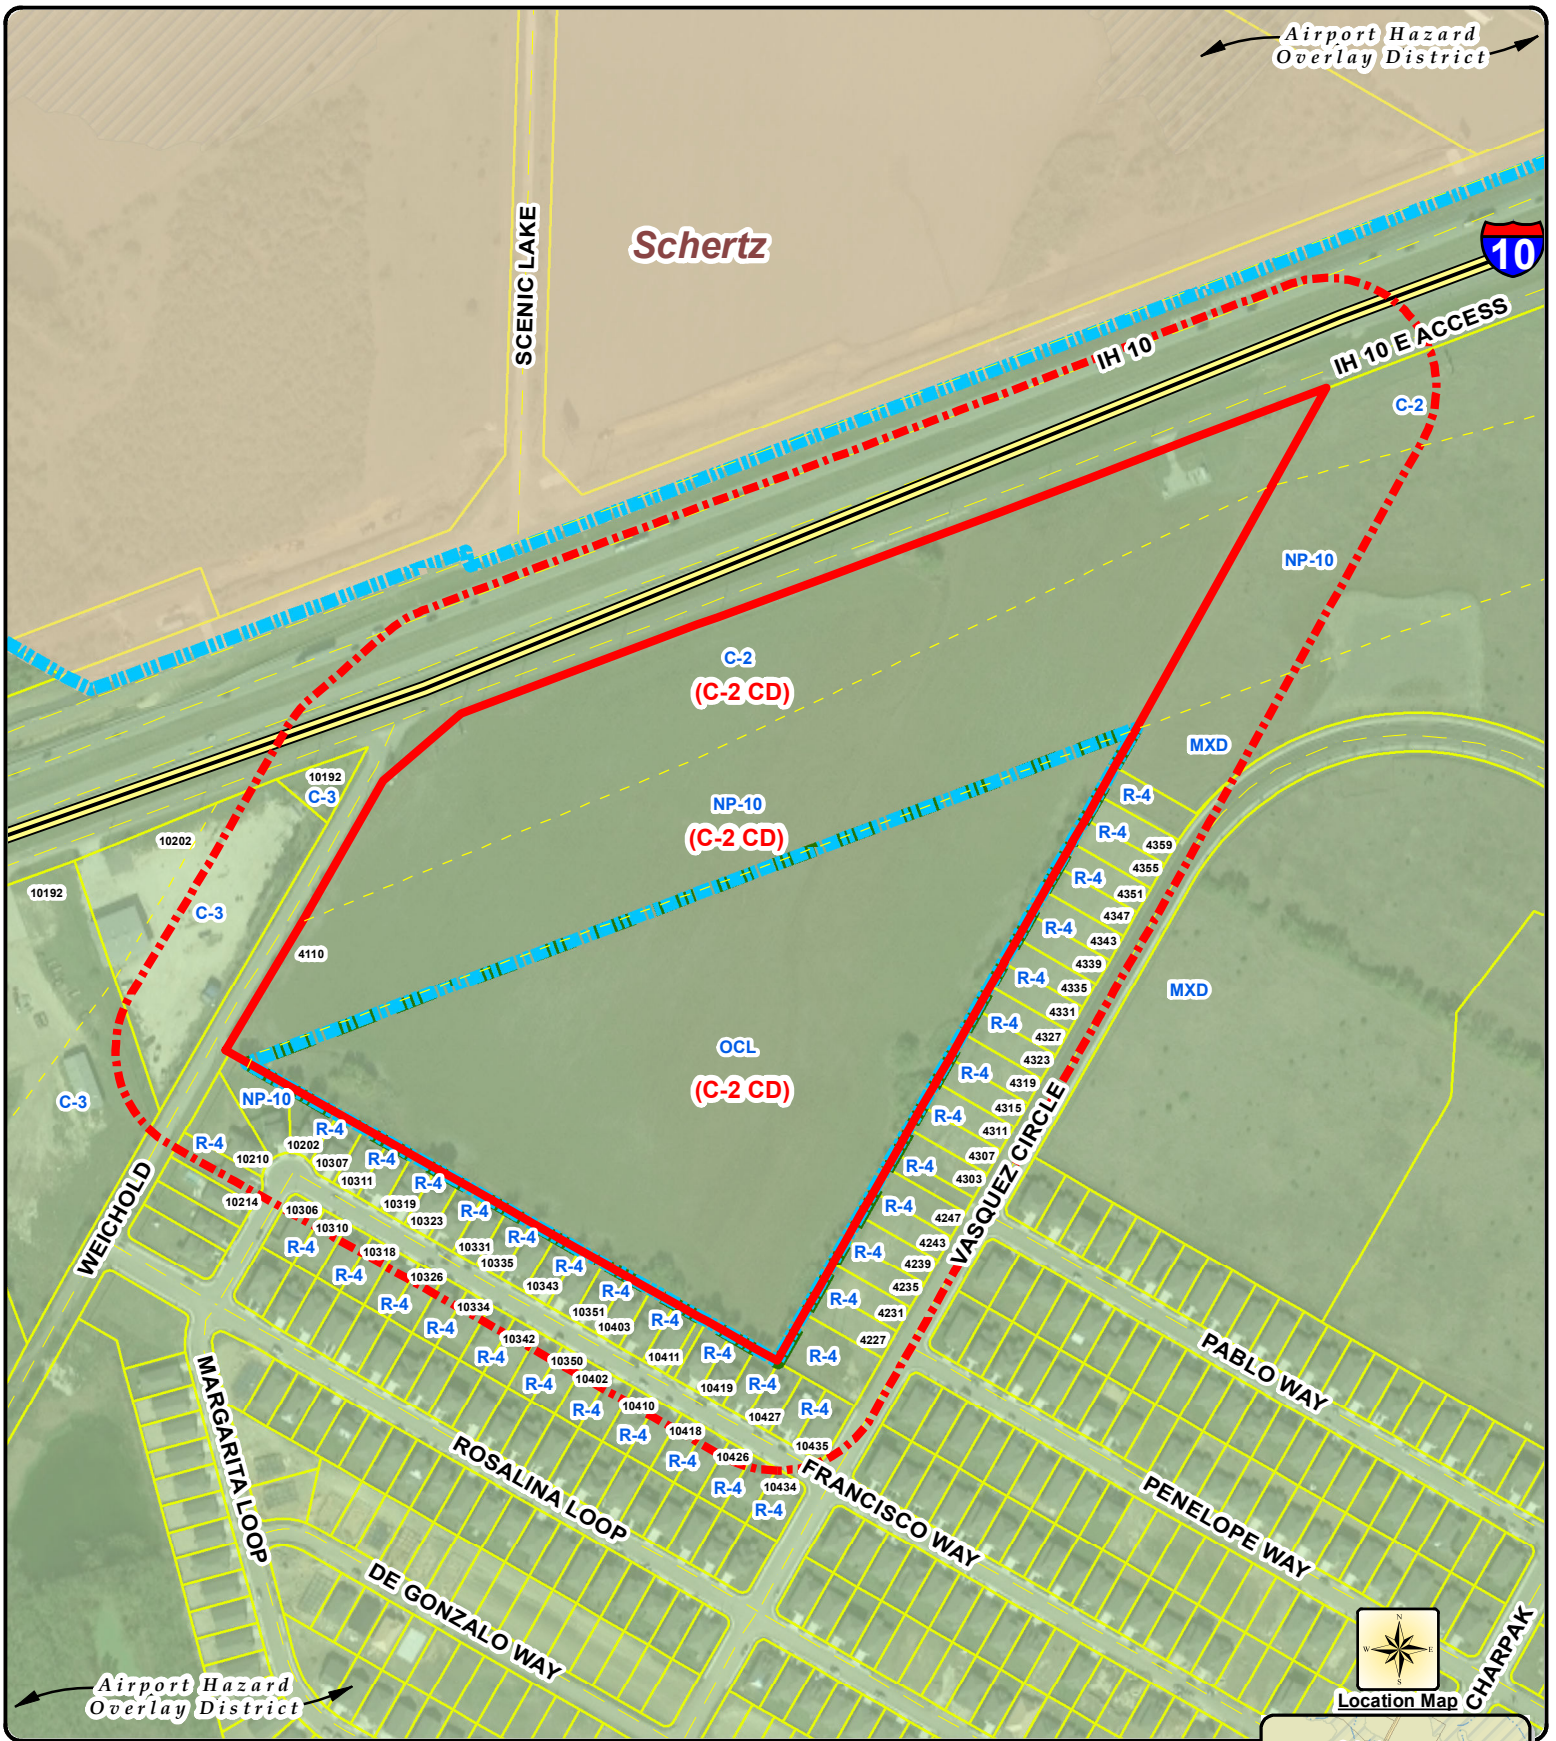 Airport Hazard
Overlay District
SCENIC LAKE
Schertz
10
IH 10
IH 10 E ACCESS
C-2
NP-10
C-2
(C-2 CD)
MXD
10192
C-3
R-4
NP-10
(C-2 CD)
R-4
10202
4359
4355
R-4
10192
4351
C-3
4347
R-4
4343
4110
4339
R-4
4335
MXD
4331
R-4
4327
OCL
4323
R-4
4319
(C-2 CD)
C-3
NP-10
4315
R-4
VASQUEZ CIRCLE
R-4
4311
R-4
10202
4307
10210
10307
R-4
R-4
4303
10311
R-4
WEICHOLD
10214
10319
R-4
10306
R-4
4247
10323
10310
R-4
4243
R-4
10331
10318
R-4
4239
10335
R-4
R-4
10326
10343
4235
R-4
R-4
R-4
10334
10351
4231
R-4
10403
R-4
10342
4227
R-4
10411
R-4
R-4
10350
R-4
10402
10419
R-4
R-4
10410
R-4
R-4
10427
10418
R-4
10435
10426
R-4
R-4
10434
R-4
PABLO WAY
MARGARITA LOOP
ROSALINA LOOP
FRANCISCO WAY
PENELOPE WAY
DE GONZALO WAY
CHARPAK
N
W
E
S
Location Map
Airport Hazard
Overlay District